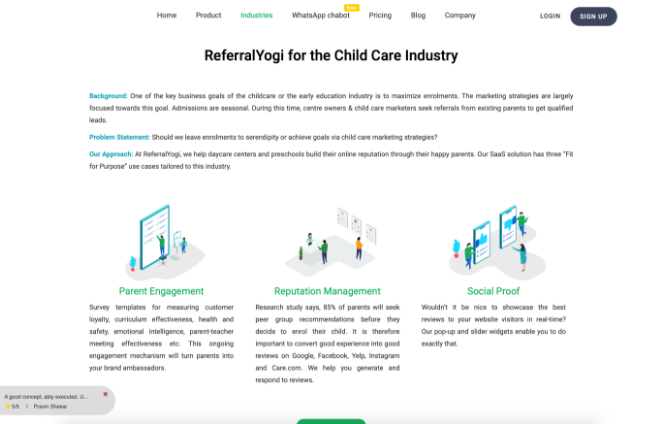 Home Product Industries WhatsApp chabot New Pricing Blog Company LOGIN SIGN UP
ReferralYogi for the Child Care Industry
Background: One of the key business goals of the childcare or the early education industry is to maximize enrolments. The marketing strategies are largely
focused towards this goal. Admissions are seasonal. During this time, centre owners & child care marketers seek referrals from existing parents to get qualified
leads.
Problem Statement: Should we leave enrolments to serendipity or achieve goals via child care marketing strategies?
Our Approach: At ReferralYogi, we help daycare centers and preschools build their online reputation through their happy parents. Our SaaS solution has three "Fit
for Purpose" use cases tailored to this industry.
Parent Engagement
Survey templates for measuring customer
loyalty, curriculum effectiveness, health and
safety, emotional intelligence, parent-teacher
meeting effectiveness etc. This ongoing
engagement mechanism will turn parents into
your brand ambassadors.
Reputation Management
Research study says, 85% of parents will seek
peer group recommendations before they
decide to enrol their child. It is therefore
important to convert good experience into good
reviews on Google, Facebook, Yelp, Instagram
and Care.com. We help you generate and
respond to reviews.
Social Proof
Wouldn't it be nice to showcase the best
reviews to your website visitors in real-time?
Our pop-up and slider widgets enable you to do
exactly that.
A good concept, ably executed. U...
5/5 | Pravin Shekar